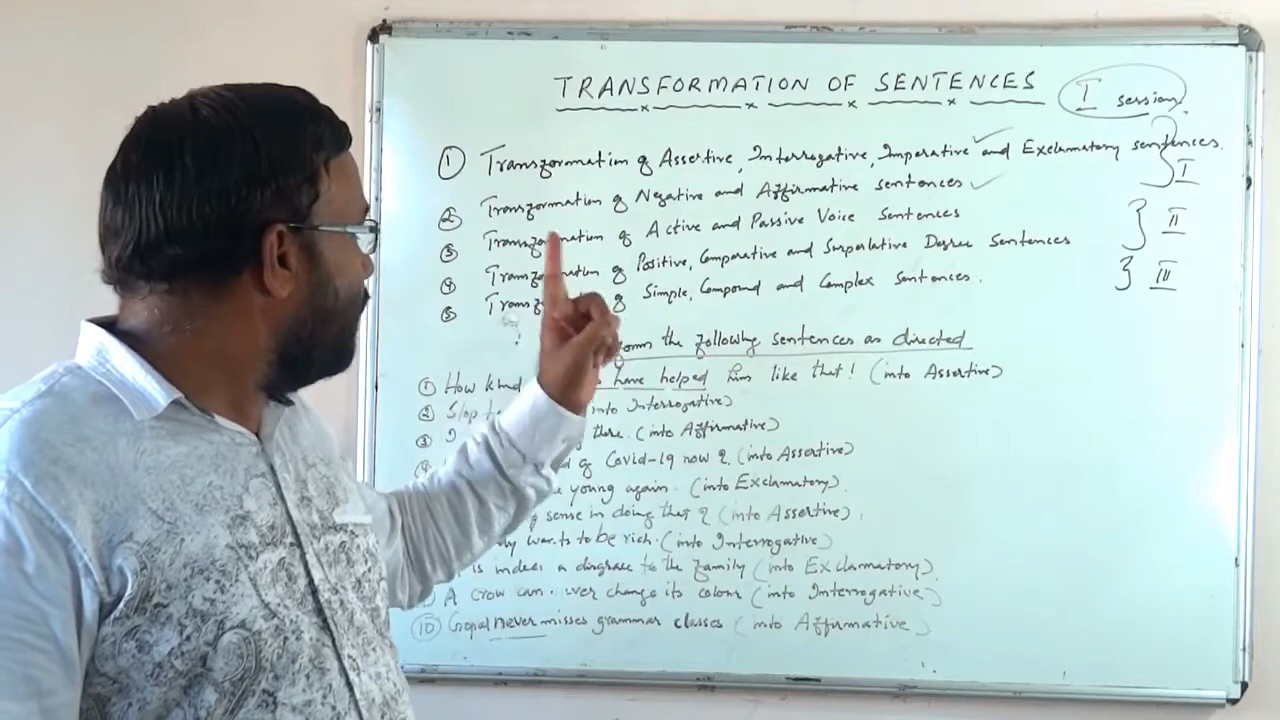 TRANSFORMATION OF SENTENCES I session
① Transformation of Assertive, Interrogative, Imperative and Exclamatory sentences. I
② Transformation of Negative and Affirmative sentences
③ Transformation of Active and Passive Voice Sentences II
④ Transformation of Positive, Comparative and Surpalative Degree Sentences
⑤ of Simple, Compound and Complex Sentences. III
the following sentences as directed
① How kind have helped him like that! (into Assertive)
② Stop into Interrogative)
③ there. (into Affirmative)
of Covid-19 now ? (into Assertive)
young again. (into Exclamatory).
sense in doing that ? (into Assertive).
wants to be rich. (into Interrogative)
is indeed a disgrace to the family (into Exclamatory).
A crow can change its colour (into Interrogative)
⑩ Gopal never misses grammar classes (into Affirmative)